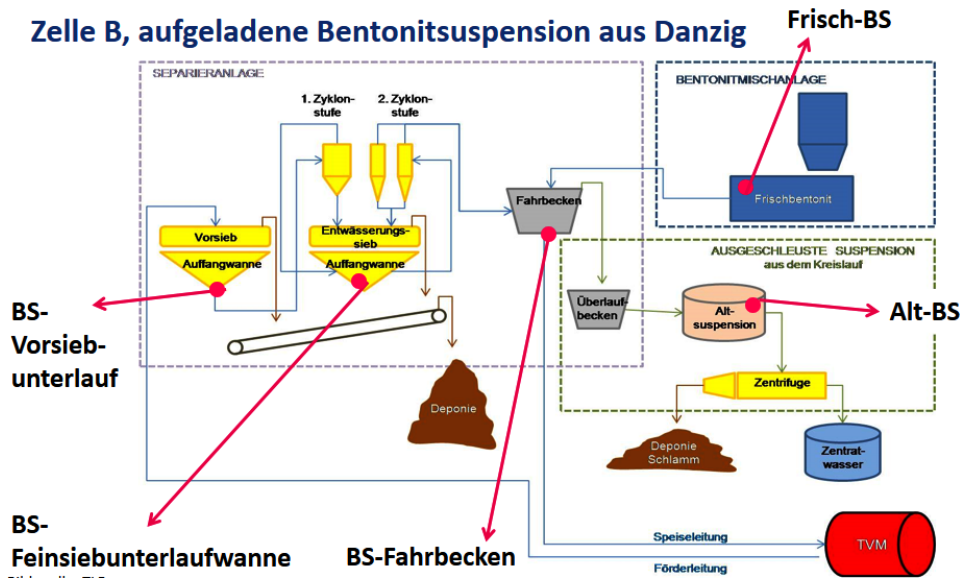 Zelle B, aufgeladene Bentonitsuspension aus Danzig
Frisch-BS
SEPARIERANLAGE
BENTONITMISCHANLAGE
1. Zyklon-
stufe
2. Zyklon-
stufe
Fahrbecken
Frischbentonit
Vorsieb
Auffangwanne
Entwässerungs-
sieb
Auffangwanne
AUSGESCHLEUSTE SUSPENSION
aus dem Kreislauf
BS-
Vorsieb-
unterlauf
Überlauf-
becken
Alt-
suspension
Alt-BS
Zentrifuge
Deponie
Deponie
Schlamm
Zentrat-
wasser
BS-
Feinsiebunterlaufwanne
BS-Fahrbecken
Speiseleitung
Förderleitung
TVM